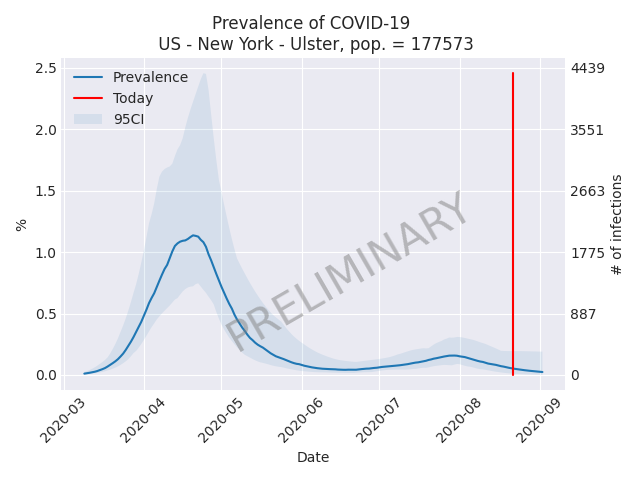 Prevalence of COVID-19
US - New York - Ulster, pop. = 177573
Prevalence
Today
95CI
2.5
2.0
1.5
1.0
0.5
0.0
%
4439
3551
2663
1775
887
0
# of infections
PRELIMINARY
2020-03
2020-04
2020-05
2020-06
2020-07
2020-08
2020-09
Date